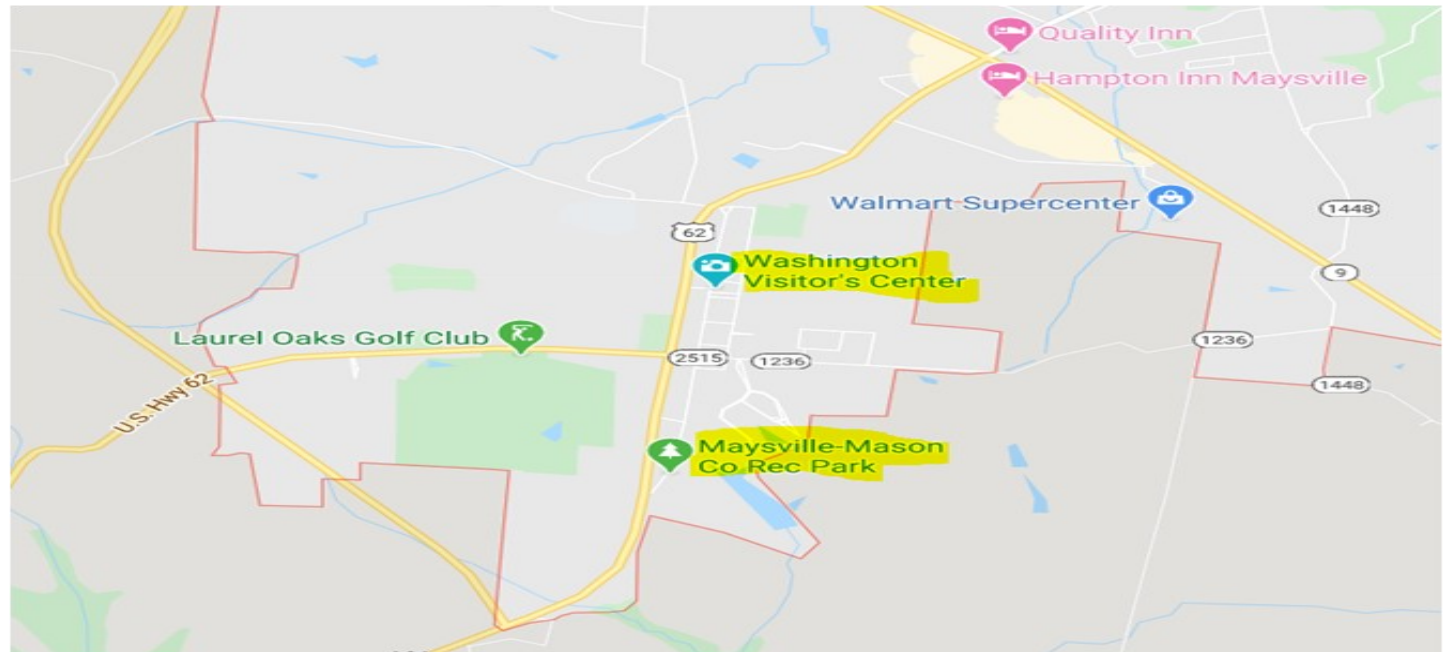 Quality Inn
Hampton Inn Maysville
Walmart Supercenter
1448
62
Washington
Visitor's Center
9
Laurel Oaks Golf Club
1236
2515
1236
U.S. Hwy 62
1448
Maysville-Mason
Co Rec Park